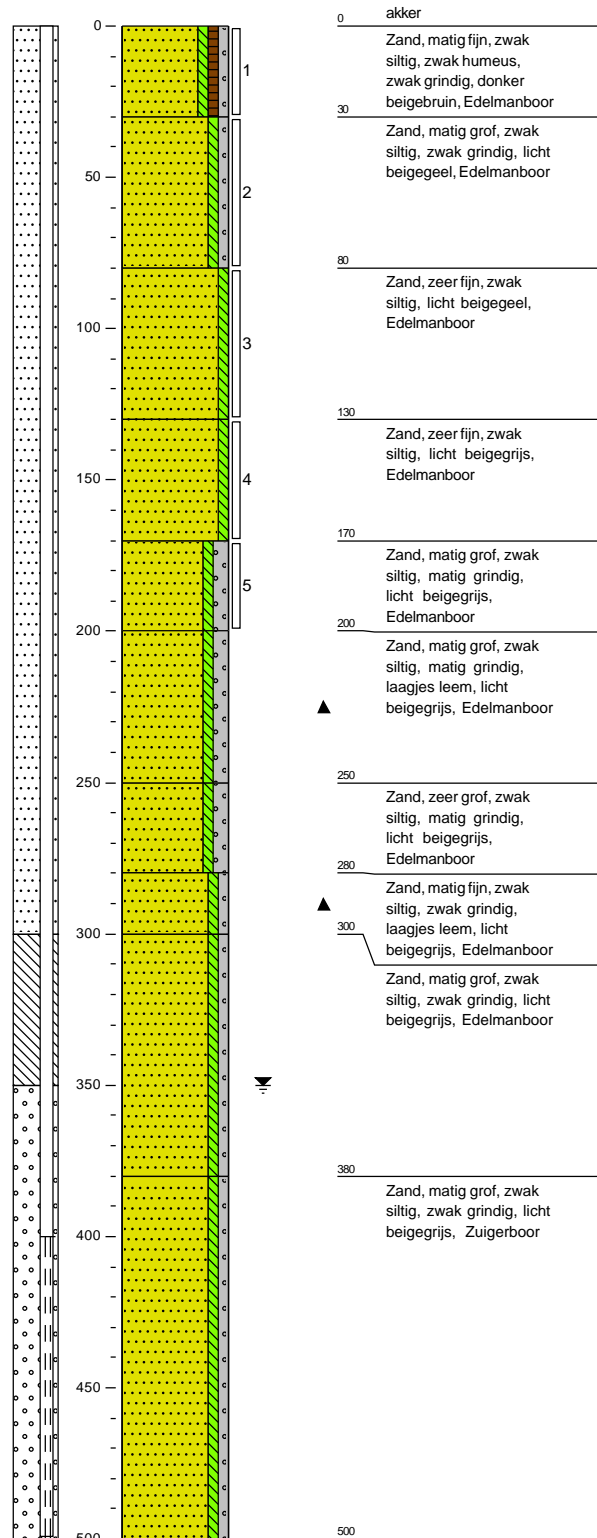 0
50
100
150
200
250
300
350
400
450
500
1
2
3
4
5
0
akker
Zand, matig fijn, zwak
siltig, zwak humeus,
zwak grindig, donker
beigebruin, Edelmanboor
30
Zand, matig grof, zwak
siltig, zwak grindig, licht
beigegeel, Edelmanboor
80
Zand, zeer fijn, zwak
siltig, licht beigegeel,
Edelmanboor
130
Zand, zeer fijn, zwak
siltig, licht beigegrijs,
Edelmanboor
170
Zand, matig grof, zwak
siltig, matig grindig,
licht beigegrijs,
Edelmanboor
200
Zand, matig grof, zwak
siltig, matig grindig,
laagjes leem, licht
beigegrijs, Edelmanboor
250
Zand, zeer grof, zwak
siltig, matig grindig,
licht beigegrijs,
Edelmanboor
280
Zand, matig fijn, zwak
siltig, zwak grindig,
laagjes leem, licht
beigegrijs, Edelmanboor
300
Zand, matig grof, zwak
siltig, zwak grindig, licht
beigegrijs, Edelmanboor
380
Zand, matig grof, zwak
siltig, zwak grindig, licht
beigegrijs, Zuigerboor
500